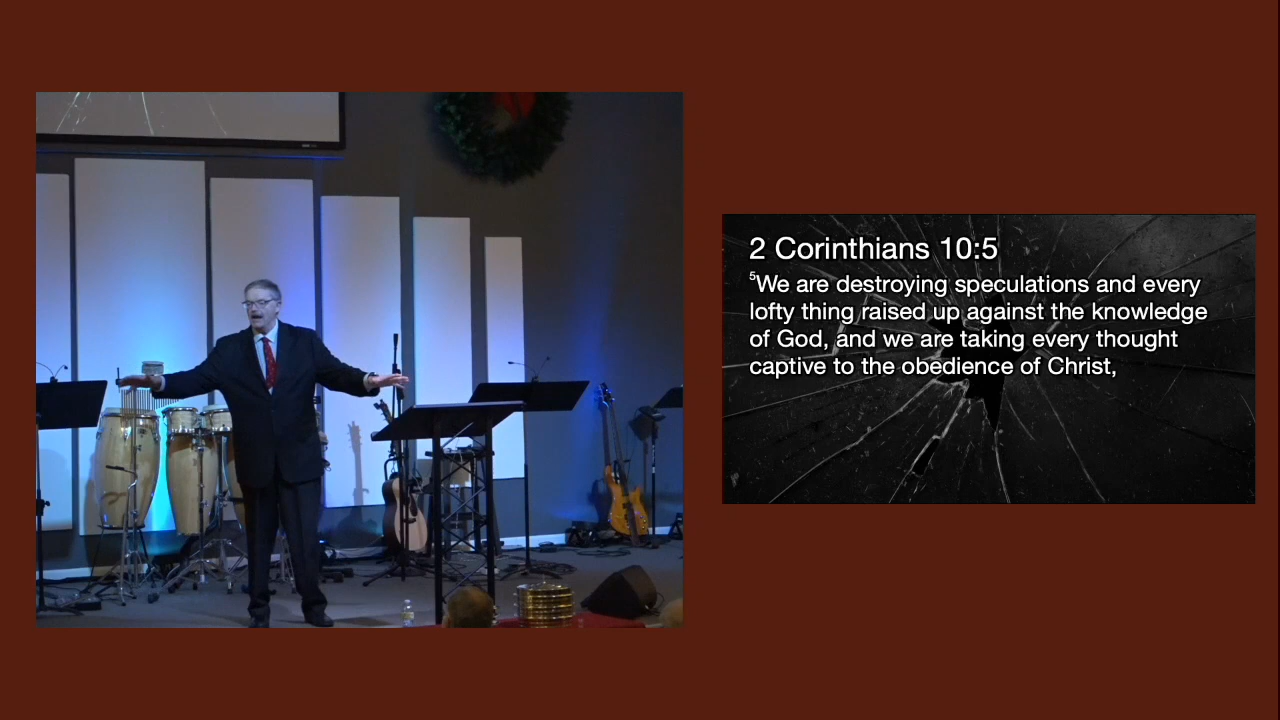 2 Corinthians 10:5
⁵We are destroying speculations and every
lofty thing raised up against the knowledge
of God, and we are taking every thought
captive to the obedience of Christ,